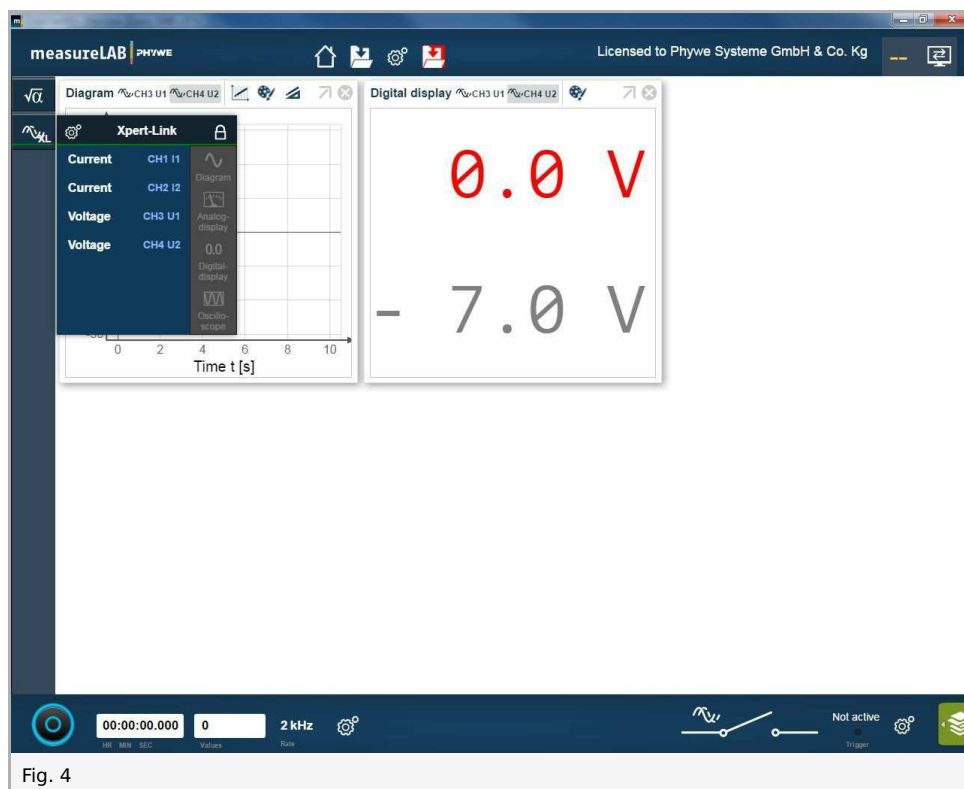 measureLAB PHYWE
Licensed to Phywe Systeme GmbH & Co. Kg
--
√α
XL
Diagram CH3 U1 CH4 U2
Digital display CH3 U1 CH4 U2
Xpert-Link
Current CH1 I1
Current CH2 I2
Voltage CH3 U1
Voltage CH4 U2
Diagram
Analog-
display
0.0
Digital-
display
Oscillo-
scope
0 2 4 6 8 10
Time t [s]
0.0 V
- 7.0 V
00:00:00.000
HR MIN SEC
0
Values
2 kHz
Rate
Not active
Trigger
Fig. 4